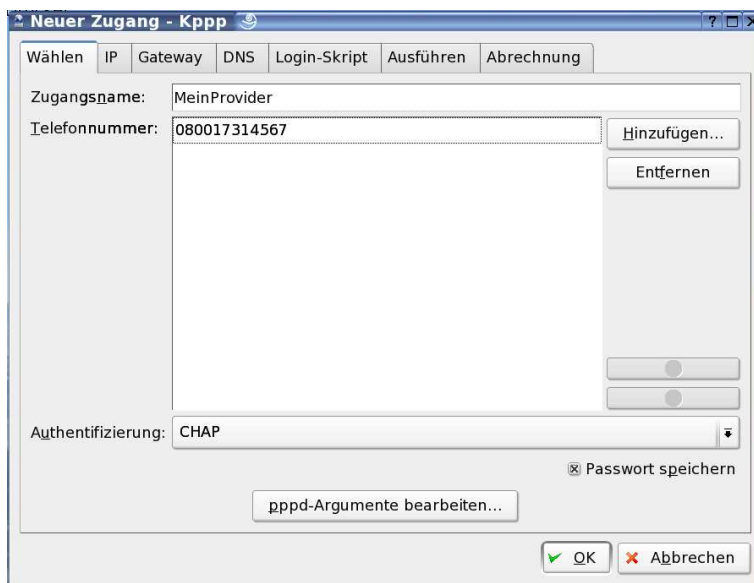 Neuer Zugang - Kppp
Wählen IP Gateway DNS Login-Skript Ausführen Abrechnung
Zugangsname: MeinProvider
Telefonnummer: 080017314567
Hinzufügen...
Entfernen
Authentifizierung: CHAP
Passwort speichern
pppd-Argumente bearbeiten...
OK Abbrechen